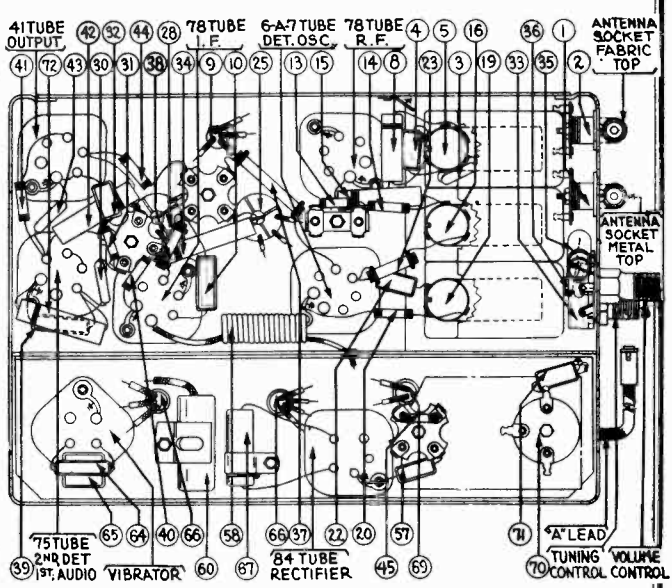 41 TUBE
OUTPUT
78 TUBE
I.F.
6-A-7 TUBE
DET. OSC.
78 TUBE
R.F.
ANTENNA
SOCKET
FABRIC
TOP
42 44 28 36
41 72 43 30 31 38 34 9 10 25 13 15 14 8 4 5 23 3 16 19 33 35 1 2
32
ANTENNA
SOCKET
METAL
TOP
39 65 64 40 66 60 58 67 66 37 22 20 45 57 69 71 70
75 TUBE
2ND DET
1ST. AUDIO
VIBRATOR
84 TUBE
RECTIFIER
"A" LEAD
TUNING
CONTROL
VOLUME
CONTROL